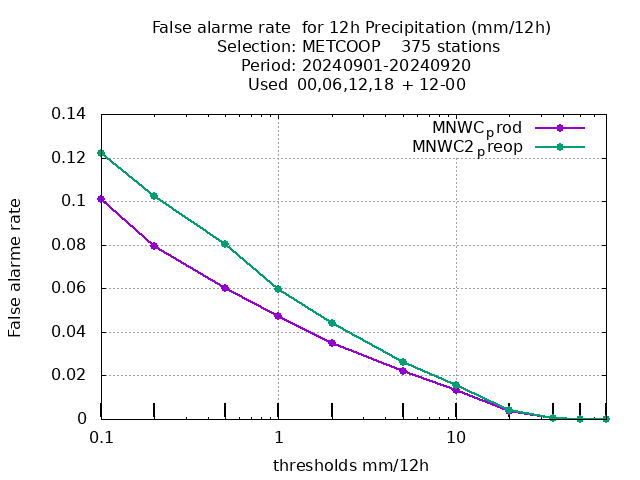 False alarme rate  for 12h Precipitation (mm/12h)
Selection: METCOOP    375 stations
Period: 20240901-20240920
Used  00,06,12,18 + 12-00
MNWCprod
MNWC2preop
0.14
0.12
0.1
0.08
0.06
0.04
0.02
0
False alarme rate
0.1
1
10
thresholds mm/12h